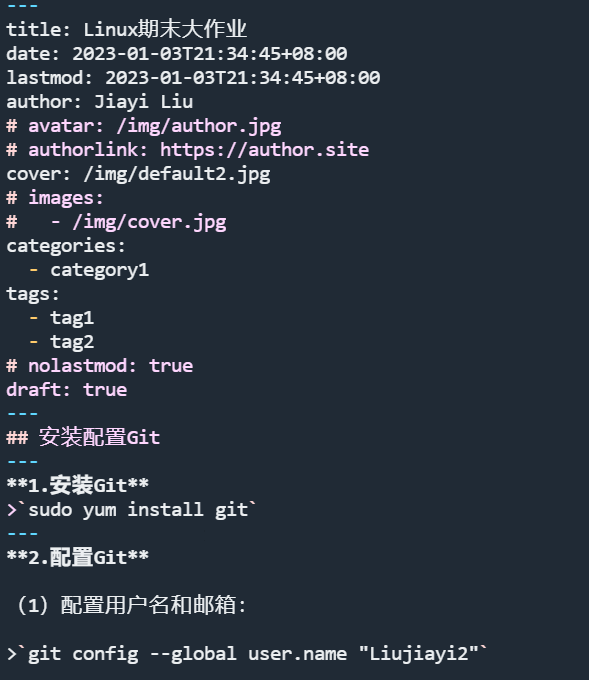 ---
title: Linux期末大作业
date: 2023-01-03T21:34:45+08:00
lastmod: 2023-01-03T21:34:45+08:00
author: Jiayi Liu
# avatar: /img/author.jpg
# authorlink: https://author.site
cover: /img/default2.jpg
# images:
#   - /img/cover.jpg
categories:
  - category1
tags:
  - tag1
  - tag2
# nolastmod: true
draft: true
---
## 安装配置Git
---
**1.安装Git**
>`sudo yum install git`
---
**2.配置Git**
（1）配置用户名和邮箱：
>`git config --global user.name "Liujiayi2"`